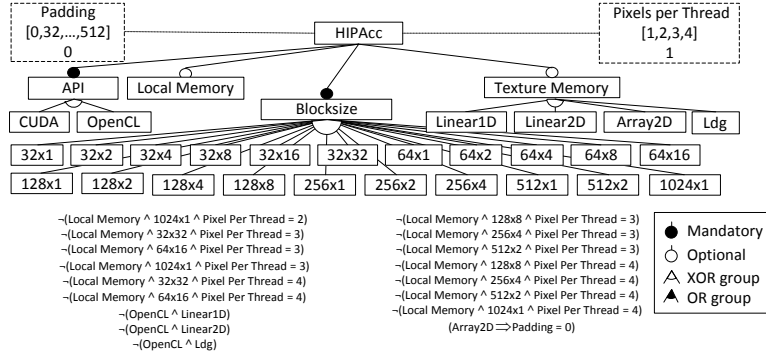 Padding
[0,32,...,512]
0
HIPAcc
Pixels per Thread
[1,2,3,4]
1
API
Local Memory
Blocksize
Texture Memory
CUDA
OpenCL
Linear1D
Linear2D
Array2D
Ldg
32x1
32x2
32x4
32x8
32x16
32x32
64x1
64x2
64x4
64x8
64x16
128x1
128x2
128x4
128x8
256x1
256x2
256x4
512x1
512x2
1024x1
¬(Local Memory ^ 1024x1 ^ Pixel Per Thread = 2)
¬(Local Memory ^ 32x32 ^ Pixel Per Thread = 3)
¬(Local Memory ^ 64x16 ^ Pixel Per Thread = 3)
¬(Local Memory ^ 1024x1 ^ Pixel Per Thread = 3)
¬(Local Memory ^ 32x32 ^ Pixel Per Thread = 4)
¬(Local Memory ^ 64x16 ^ Pixel Per Thread = 4)
¬(OpenCL ^ Linear1D)
¬(OpenCL ^ Linear2D)
¬(OpenCL ^ Ldg)
¬(Local Memory ^ 128x8 ^ Pixel Per Thread = 3)
¬(Local Memory ^ 256x4 ^ Pixel Per Thread = 3)
¬(Local Memory ^ 512x2 ^ Pixel Per Thread = 3)
¬(Local Memory ^ 128x8 ^ Pixel Per Thread = 4)
¬(Local Memory ^ 256x4 ^ Pixel Per Thread = 4)
¬(Local Memory ^ 512x2 ^ Pixel Per Thread = 4)
¬(Local Memory ^ 1024x1 ^ Pixel Per Thread = 4)
(Array2D ⟹ Padding = 0)
Mandatory
Optional
XOR group
OR group